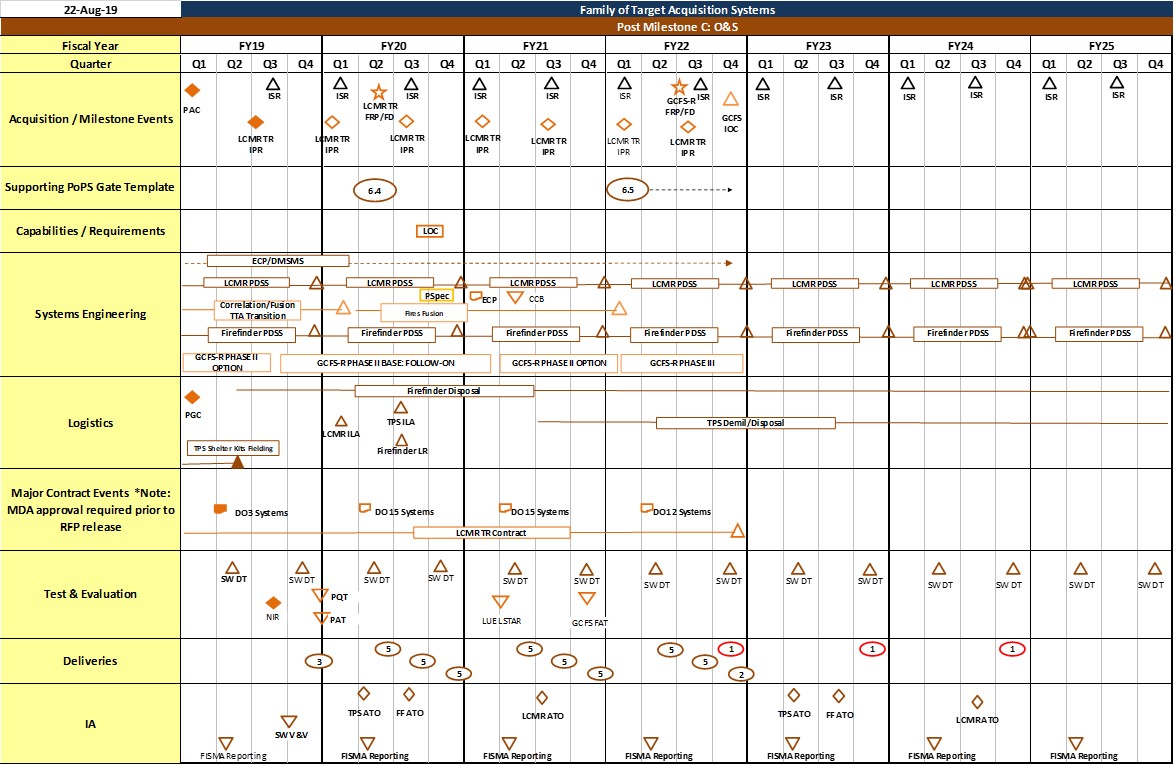 22-Aug-19
Family of Target Acquisition Systems
Post Milestone C: O&S
Fiscal Year FY19 FY20 FY21 FY22 FY23 FY24 FY25
Quarter Q1 Q2 Q3 Q4 Q1 Q2 Q3 Q4 Q1 Q2 Q3 Q4 Q1 Q2 Q3 Q4 Q1 Q2 Q3 Q4 Q1 Q2 Q3 Q4 Q1 Q2 Q3 Q4
Acquisition / Milestone Events
PAC ISR ISR LCMR TR ISR ISR ISR ISR GCFS-R ISR ISR ISR ISR ISR ISR ISR
FRP/FD FRP/FD GCFS
IOC
LCMR TR LCMR TR LCMR TR LCMR TR LCMR TR LCMR TR LCMR TR
IPR IPR IPR IPR IPR IPR IPR
Supporting PoPS Gate Template 6.4 6.5
Capabilities / Requirements LOC
Systems Engineering
ECP/DMSMS
LCMR PDSS LCMR PDSS LCMR PDSS LCMR PDSS LCMR PDSS LCMR PDSS LCMR PDSS
PSpec ECP CCB
Correlation/Fusion
TTA Transition
Fires Fusion
Firefinder PDSS Firefinder PDSS Firefinder PDSS Firefinder PDSS Firefinder PDSS Firefinder PDSS Firefinder PDSS
GCFS-R PHASE II
OPTION
GCFS-R PHASE II BASE: FOLLOW-ON GCFS-R PHASE II OPTION GCFS-R PHASE III
Logistics
Firefinder Disposal
PGC
TPS ILA
TPS Demil/Disposal
LCMR ILA
TPS Shelter Kits Fielding
Firefinder LR
Major Contract Events *Note:
MDA approval required prior to
RFP release
DO3 Systems DO 15 Systems DO 15 Systems DO12 Systems
LCMR TR Contract
Test & Evaluation
SW DT SW DT SW DT SW DT SW DT SW DT SW DT SW DT SW DT SW DT SW DT SW DT SW DT SW DT
PQT
NIR PAT LUE LSTAR GCFS FAT
Deliveries
5 5 5 1 1 1
3 5 5 5
5 5 2
IA
TPS ATO FF ATO LCMR ATO TPS ATO FF ATO LCMR ATO
SW V&V
FISMA Reporting FISMA Reporting FISMA Reporting FISMA Reporting FISMA Reporting FISMA Reporting FISMA Reporting